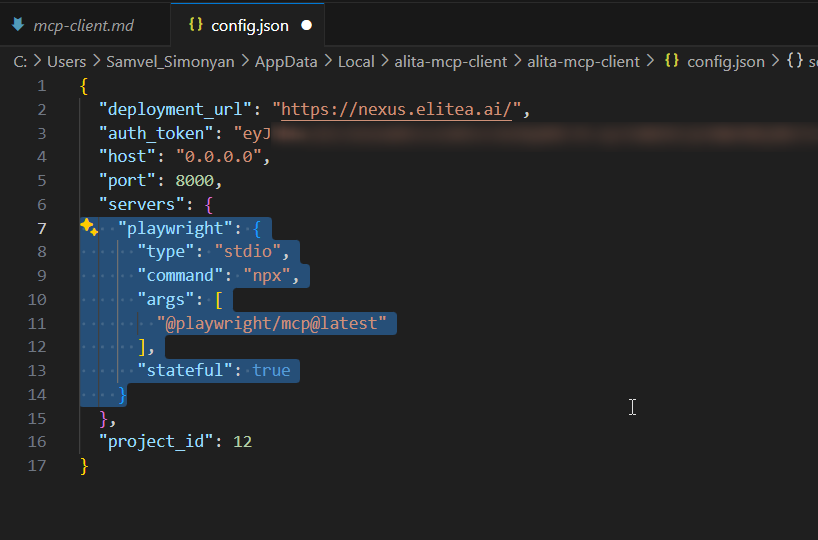 mcp-client.md
{} config.json
C: > Users > Samvel_Simonyan > AppData > Local > alita-mcp-client > alita-mcp-client > {} config.json > {}
1 {
2 "deployment_url": "https://nexus.elitea.ai/",
3 "auth_token": "eyJ
4 "host": "0.0.0.0",
5 "port": 8000,
6 "servers": {
7 "playwright": {
8 "type": "stdio",
9 "command": "npx",
10 "args": [
11 "@playwright/mcp@latest"
12 ],
13 "stateful": true
14 }
15 },
16 "project_id": 12
17 }